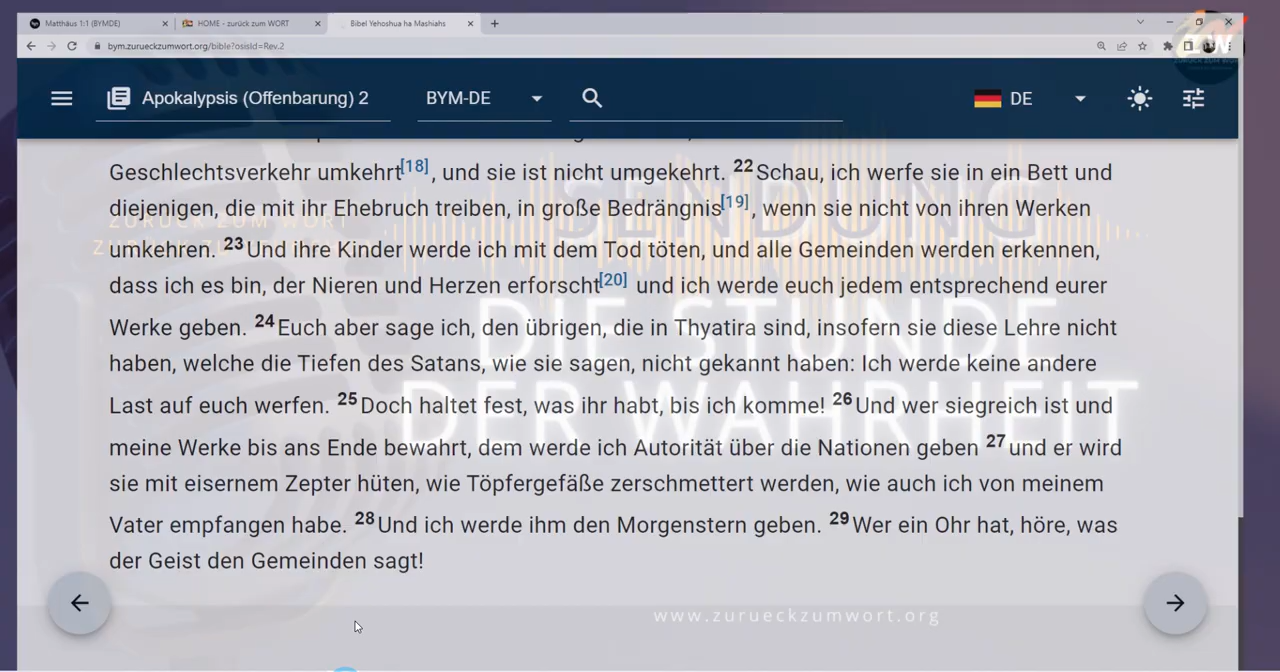 Matthäus 1:1 (BYMDE)
HOME - zurück zum WORT
Bibel Yehoshua ha Mashiahs
bym.zurueckzumwort.org/bible?osisId=Rev.2
Apokalypsis (Offenbarung) 2
BYM-DE
DE
Geschlechtsverkehr umkehrt[18], und sie ist nicht umgekehrt. 22 Schau, ich werfe sie in ein Bett und
diejenigen, die mit ihr Ehebruch treiben, in große Bedrängnis[19], wenn sie nicht von ihren Werken
umkehren. 23 Und ihre Kinder werde ich mit dem Tod töten, und alle Gemeinden werden erkennen,
dass ich es bin, der Nieren und Herzen erforscht[20] und ich werde euch jedem entsprechend eurer
Werke geben. 24 Euch aber sage ich, den übrigen, die in Thyatira sind, insofern sie diese Lehre nicht
haben, welche die Tiefen des Satans, wie sie sagen, nicht gekannt haben: Ich werde keine andere
Last auf euch werfen. 25 Doch haltet fest, was ihr habt, bis ich komme! 26 Und wer siegreich ist und
meine Werke bis ans Ende bewahrt, dem werde ich Autorität über die Nationen geben 27 und er wird
sie mit eisernem Zepter hüten, wie Töpfergefäße zerschmettert werden, wie auch ich von meinem
Vater empfangen habe. 28 Und ich werde ihm den Morgenstern geben. 29 Wer ein Ohr hat, höre, was
der Geist den Gemeinden sagt!
SENDUNG
ZURÜCK ZUM WORT
DIE STUNDE
DER WAHRHEIT
www.zurueckzumwort.org